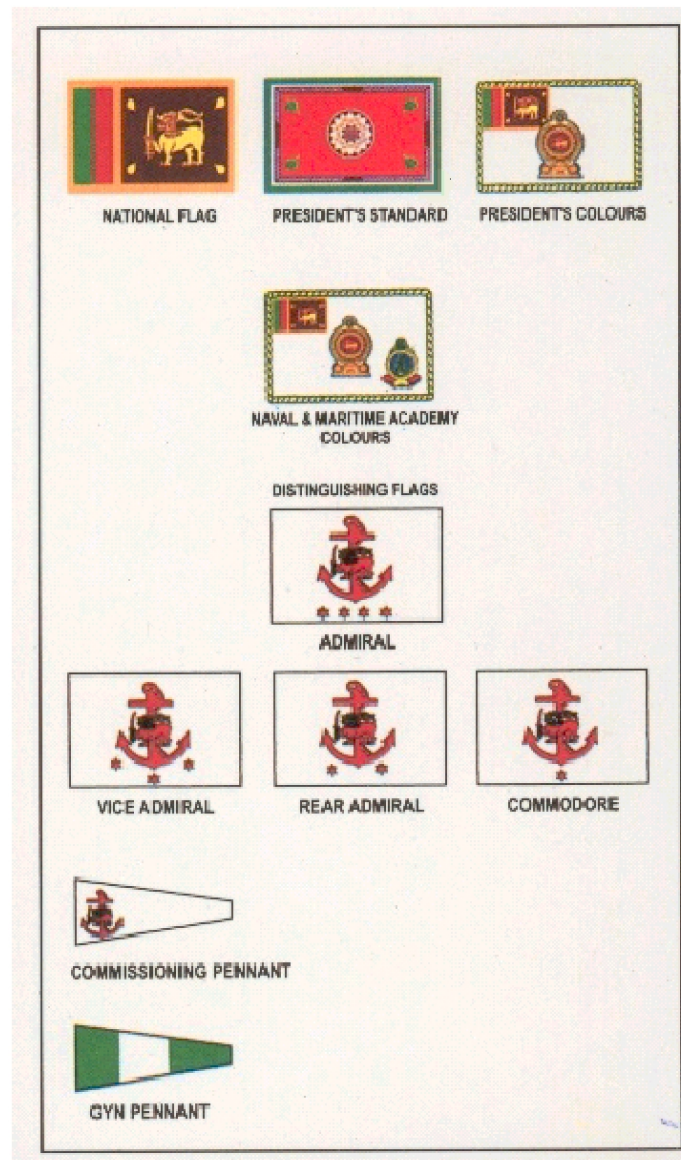 NATIONAL FLAG
PRESIDENT'S STANDARD
PRESIDENT'S COLOURS
NAVAL & MARITIME ACADEMY
COLOURS
DISTINGUISHING FLAGS
ADMIRAL
VICE ADMIRAL
REAR ADMIRAL
COMMODORE
COMMISSIONING PENNANT
GYN PENNANT